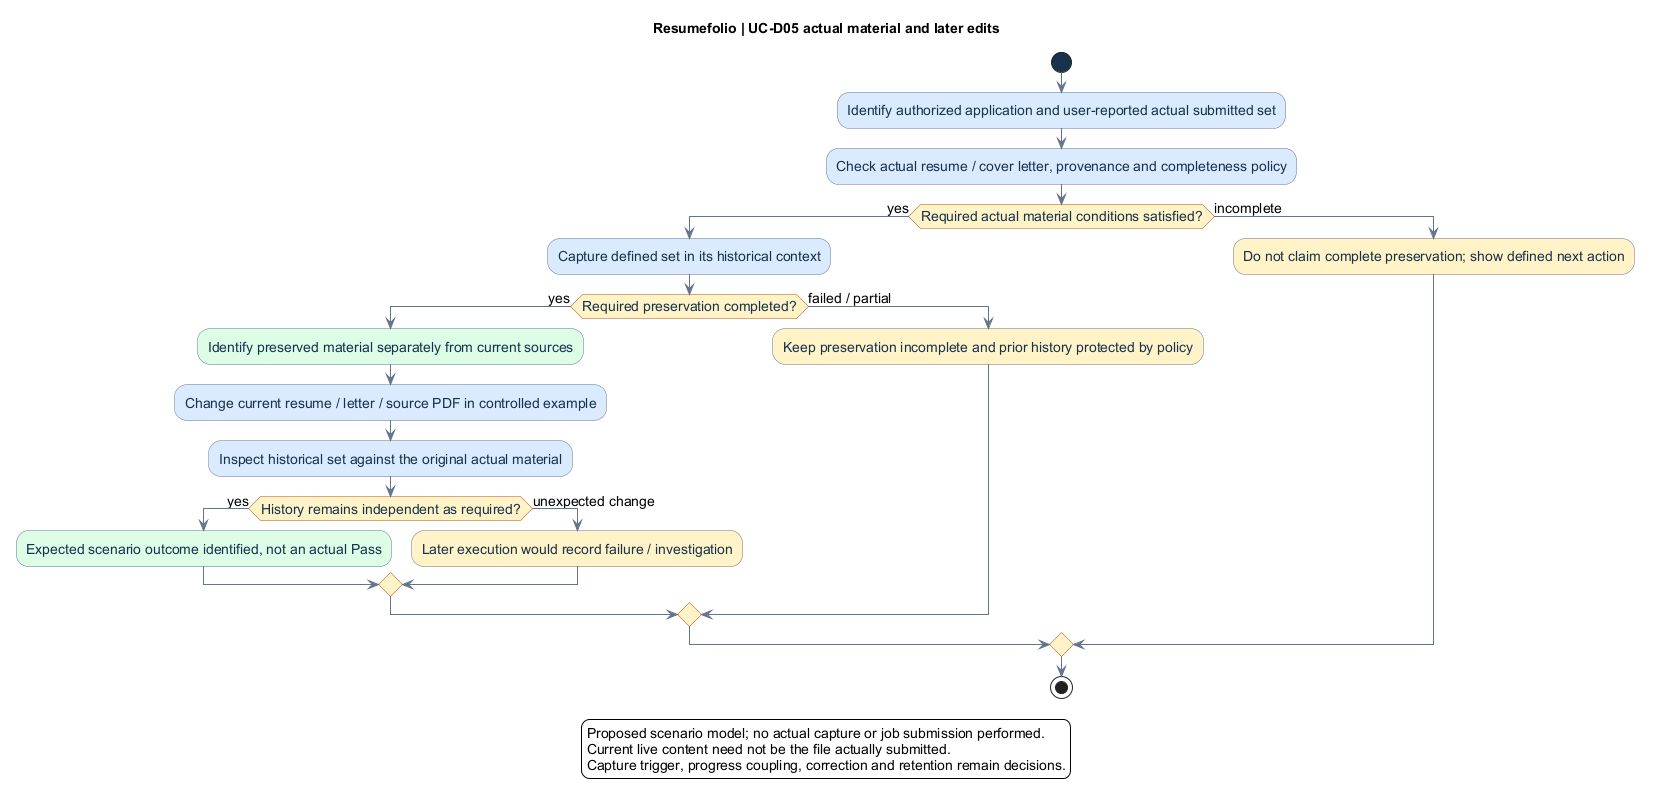 Resumefolio | UC-D05 actual material and later edits
Identify authorized application and user-reported actual submitted set
Check actual resume / cover letter, provenance and completeness policy
yes
Required actual material conditions satisfied?
incomplete
Capture defined set in its historical context
Do not claim complete preservation; show defined next action
yes
Required preservation completed?
failed / partial
Identify preserved material separately from current sources
Keep preservation incomplete and prior history protected by policy
Change current resume / letter / source PDF in controlled example
Inspect historical set against the original actual material
yes
History remains independent as required?
unexpected change
Expected scenario outcome identified, not an actual Pass
Later execution would record failure / investigation
Proposed scenario model; no actual capture or job submission performed.
Current live content need not be the file actually submitted.
Capture trigger, progress coupling, correction and retention remain decisions.